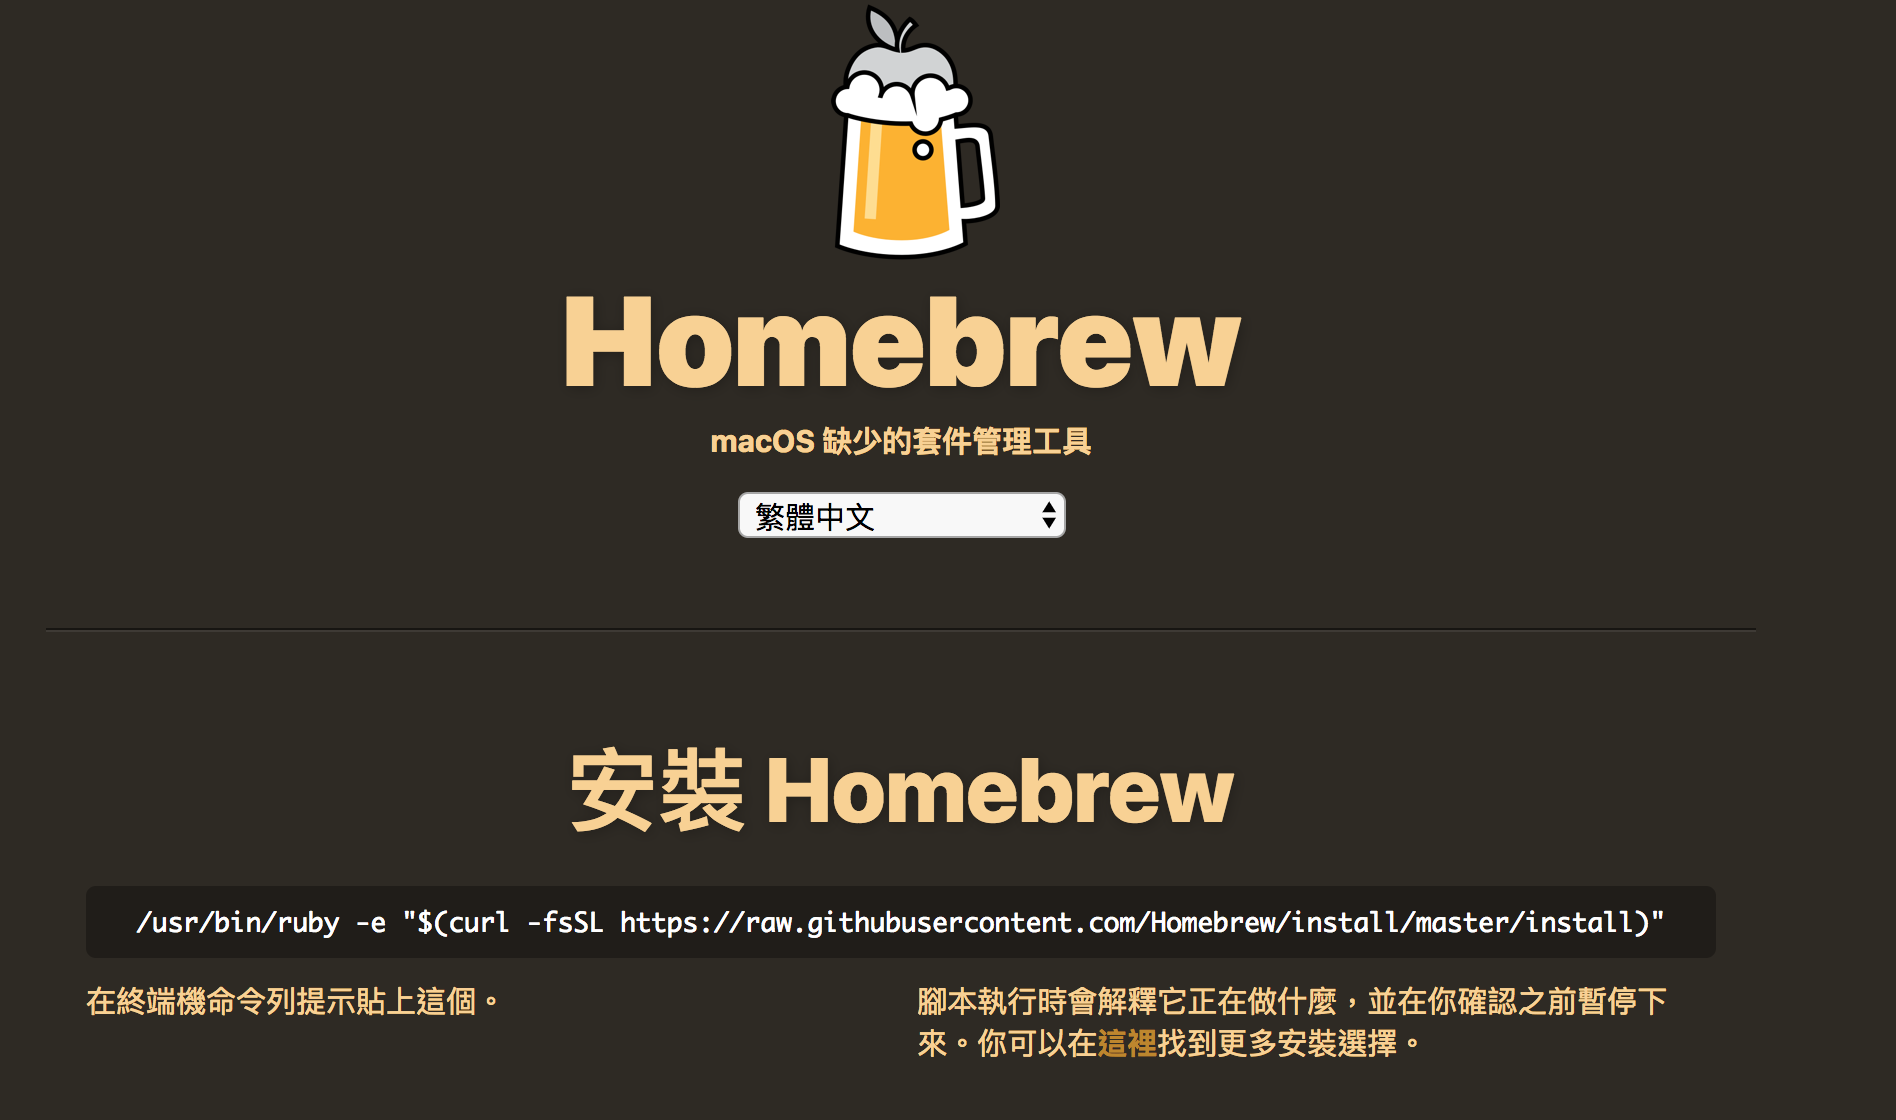 Homebrew
macOS 缺少的套件管理工具
繁體中文
安裝 Homebrew
/usr/bin/ruby -e "$(curl -fsSL https://raw.githubusercontent.com/Homebrew/install/master/install)"
在終端機命令列提示貼上這個。
腳本執行時會解釋它正在做什麼，並在你確認之前暫停下
來。你可以在這裡找到更多安裝選擇。